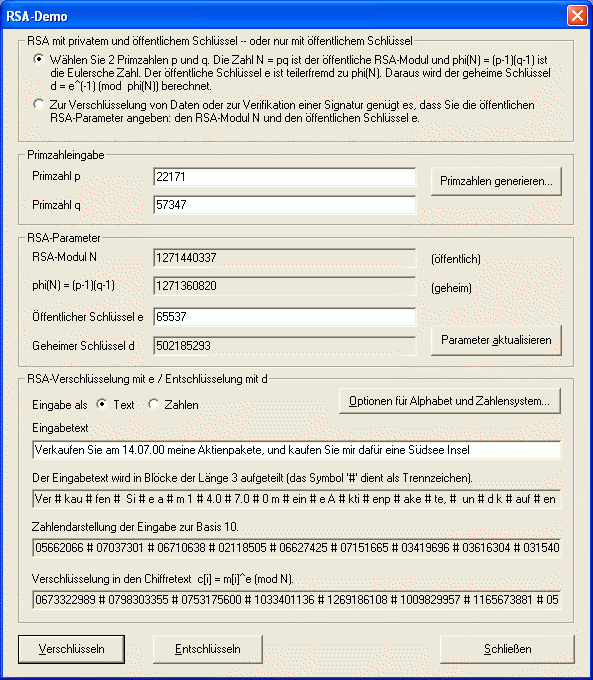 RSA-Demo
RSA mit privatem und öffentlichem Schlüssel -- oder nur mit öffentlichem Schlüssel
Wählen Sie 2 Primzahlen p und q. Die Zahl N = pq ist der öffentliche RSA-Modul und phi(N) = (p-1)(q-1) ist
die Eulersche Zahl. Der öffentliche Schlüssel e ist teilerfremd zu phi(N). Daraus wird der geheime Schlüssel
d = e^(-1) (mod phi(N)) berechnet.
Zur Verschlüsselung von Daten oder zur Verifikation einer Signatur genügt es, dass Sie die öffentlichen
RSA-Parameter angeben: den RSA-Modul N und den öffentlichen Schlüssel e.
Primzahleingabe
Primzahl p 22171 Primzahlen generieren...
Primzahl q 57347
RSA-Parameter
RSA-Modul N 1271440337 (öffentlich)
phi(N) = (p-1)(q-1) 1271360820 (geheim)
Öffentlicher Schlüssel e 65537
Geheimer Schlüssel d 502185293 Parameter aktualisieren
RSA-Verschlüsselung mit e / Entschlüsselung mit d
Eingabe als Text Zahlen Optionen für Alphabet und Zahlensystem...
Eingabetext
Verkaufen Sie am 14.07.00 meine Aktienpakete, und kaufen Sie mir dafür eine Südsee Insel
Der Eingabetext wird in Blöcke der Länge 3 aufgeteilt (das Symbol '#' dient als Trennzeichen).
Ver # kau # fen #  Si # e a # m 1 # 4.0 # 7.0 # 0 m # ein # e A # kti # enp # ake # te, #  un # d k # auf # en
Zahlendarstellung der Eingabe zur Basis 10.
05662066 # 07037301 # 06710638 # 02118505 # 06627425 # 07151665 # 03419696 # 03616304 # 031540
Verschlüsselung in den Chiffretext c[i] = m[i]^e (mod N).
0673322989 # 0798303355 # 0753175600 # 1033401136 # 1269186108 # 1009829957 # 1165673881 # 05
Verschlüsseln Entschlüsseln Schließen